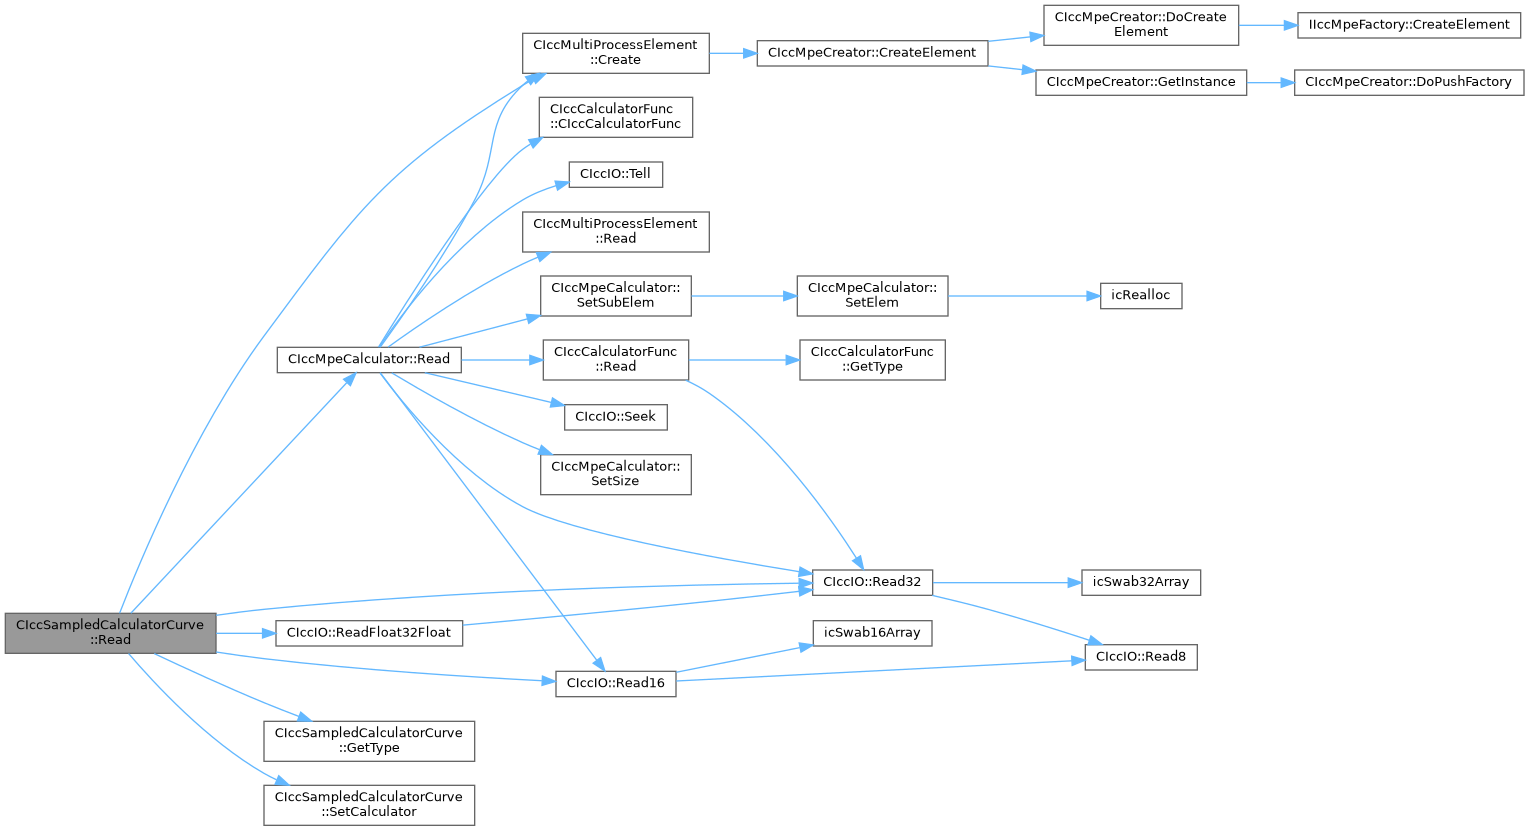 CIccSampledCalculatorCurve
::Read
CIccMultiProcessElement
::Create
CIccMpeCreator::CreateElement
CIccMpeCreator::DoCreate
Element
IIccMpeFactory::CreateElement
CIccMpeCreator::GetInstance
CIccMpeCreator::DoPushFactory
CIccMpeCalculator::Read
CIccCalculatorFunc
::CIccCalculatorFunc
CIccIO::Tell
CIccMultiProcessElement
::Read
CIccMpeCalculator::
SetSubElem
CIccMpeCalculator::
SetElem
icRealloc
CIccCalculatorFunc
::Read
CIccCalculatorFunc
::GetType
CIccIO::Seek
CIccMpeCalculator::
SetSize
CIccIO::Read32
icSwab32Array
CIccIO::ReadFloat32Float
icSwab16Array
CIccIO::Read8
CIccIO::Read16
CIccSampledCalculatorCurve
::GetType
CIccSampledCalculatorCurve
::SetCalculator